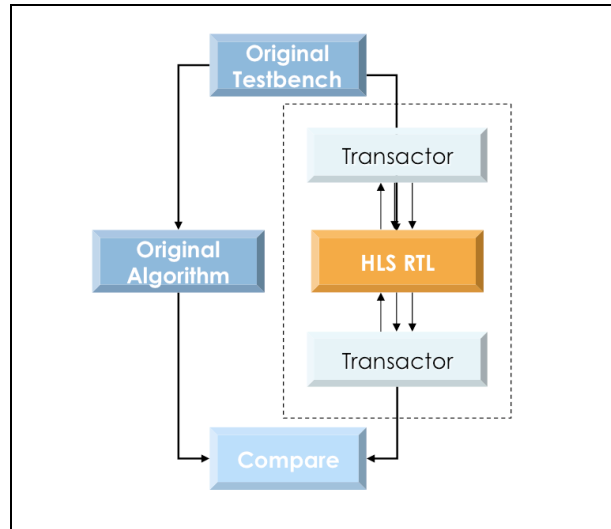 Original
Testbench
Transactor
Original
Algorithm
HLS RTL
Transactor
Compare